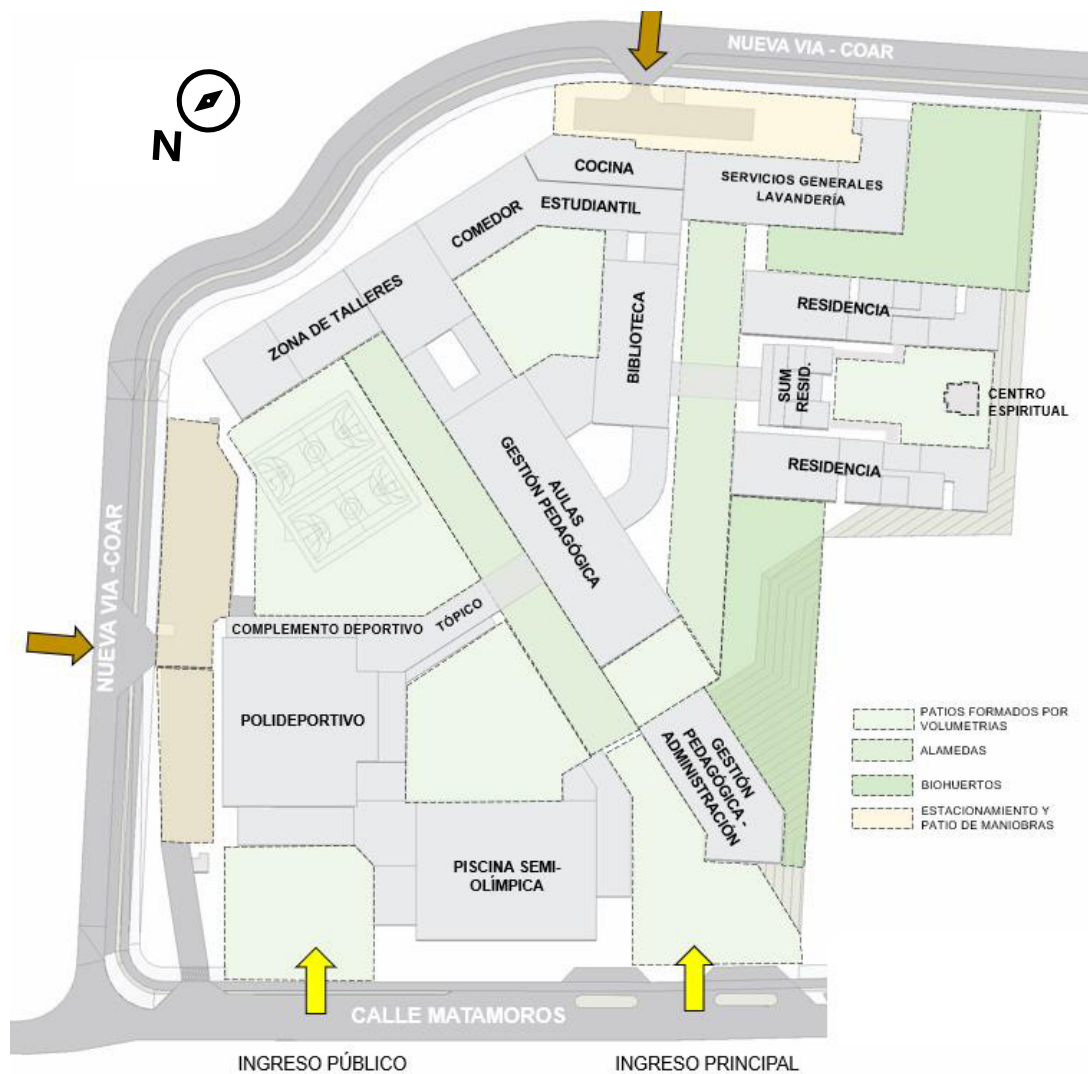 NUEVA VIA - COAR
N
COCINA
SERVICIOS GENERALES
LAVANDERÍA
COMEDOR
ESTUDIANTIL
ZONA DE TALLERES
BIBLIOTECA
RESIDENCIA
SUM
RESID.
CENTRO
ESPIRITUAL
RESIDENCIA
AULAS
GESTIÓN PEDAGÓGICA
NUEVA VIA -COAR
COMPLEMENTO DEPORTIVO
TÓPICO
POLIDEPORTIVO
GESTIÓN
PEDAGÓGICA -
ADMINISTRACIÓN
PISCINA SEMI-
OLÍMPICA
PATIOS FORMADOS POR
VOLUMETRIAS
ALAMEDAS
BIOHUERTOS
ESTACIONAMIENTO Y
PATIO DE MANIOBRAS
CALLE MATAMOROS
INGRESO PÚBLICO
INGRESO PRINCIPAL